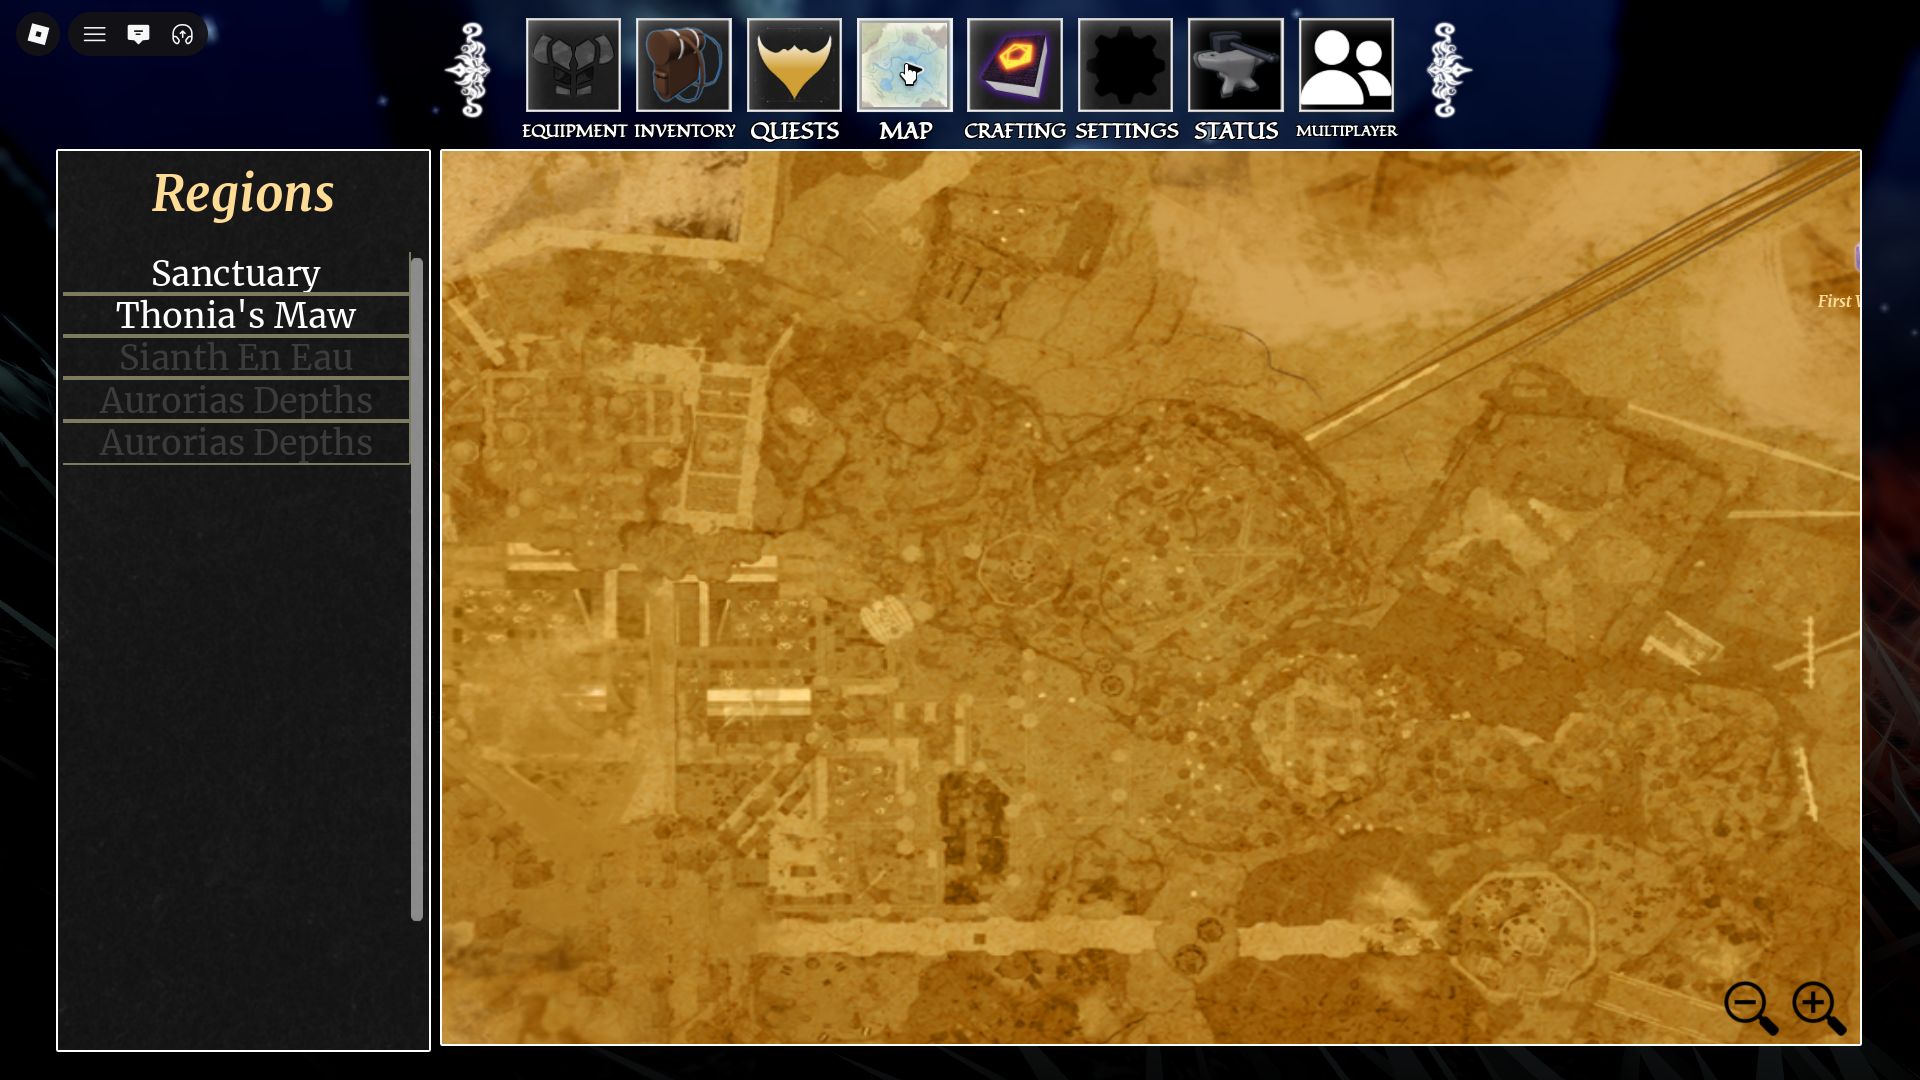 EQUIPMENT
INVENTORY
QUESTS
MAP
CRAFTING
SETTINGS
STATUS
MULTIPLAYER
Regions
Sanctuary
Thonia's Maw
Sianth En Eau
Aurorias Depths
Aurorias Depths
First